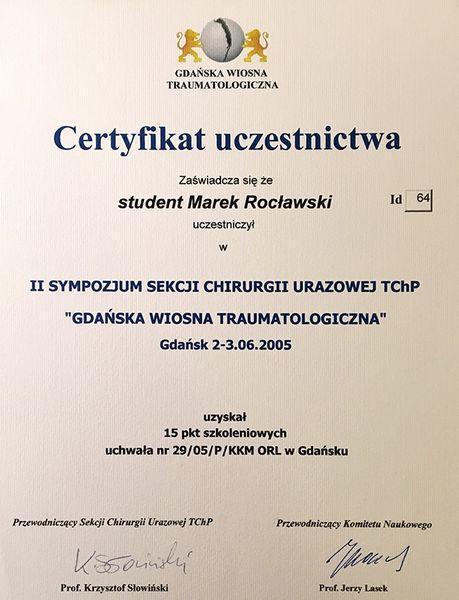 GDAŃSKA WIOSNA
TRAUMATOLOGICZNA
Certyfikat uczestnictwa
Zaświadcza się że
student Marek Rocławski
Id 64
uczestniczył
w
II SYMPOZJUM SEKCJI CHIRURGII URAZOWEJ TChP
"GDAŃSKA WIOSNA TRAUMATOLOGICZNA"
Gdańsk 2-3.06.2005
uzyskał
15 pkt szkoleniowych
uchwała nr 29/05/P/KKM ORL w Gdańsku
Przewodniczący Sekcji Chirurgii Urazowej TChP
Przewodniczący Komitetu Naukowego
Prof. Krzysztof Słowiński
Prof. Jerzy Lasek